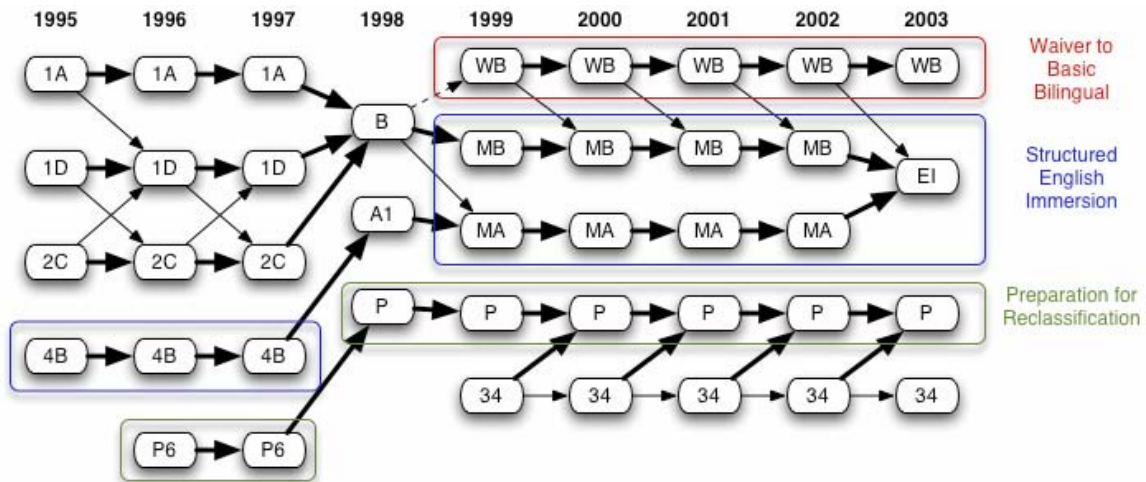 1995 1996 1997 1998 1999 2000 2001 2002 2003
1A 1A 1A WB WB WB WB WB
Waiver to
Basic
Bilingual
B
1D 1D 1D MB MB MB MB
EI
Structured
English
Immersion
A1 MA MA MA MA
2C 2C 2C
P P P P P P
Preparation for
Reclassification
4B 4B 4B
34 34 34 34 34
P6 P6